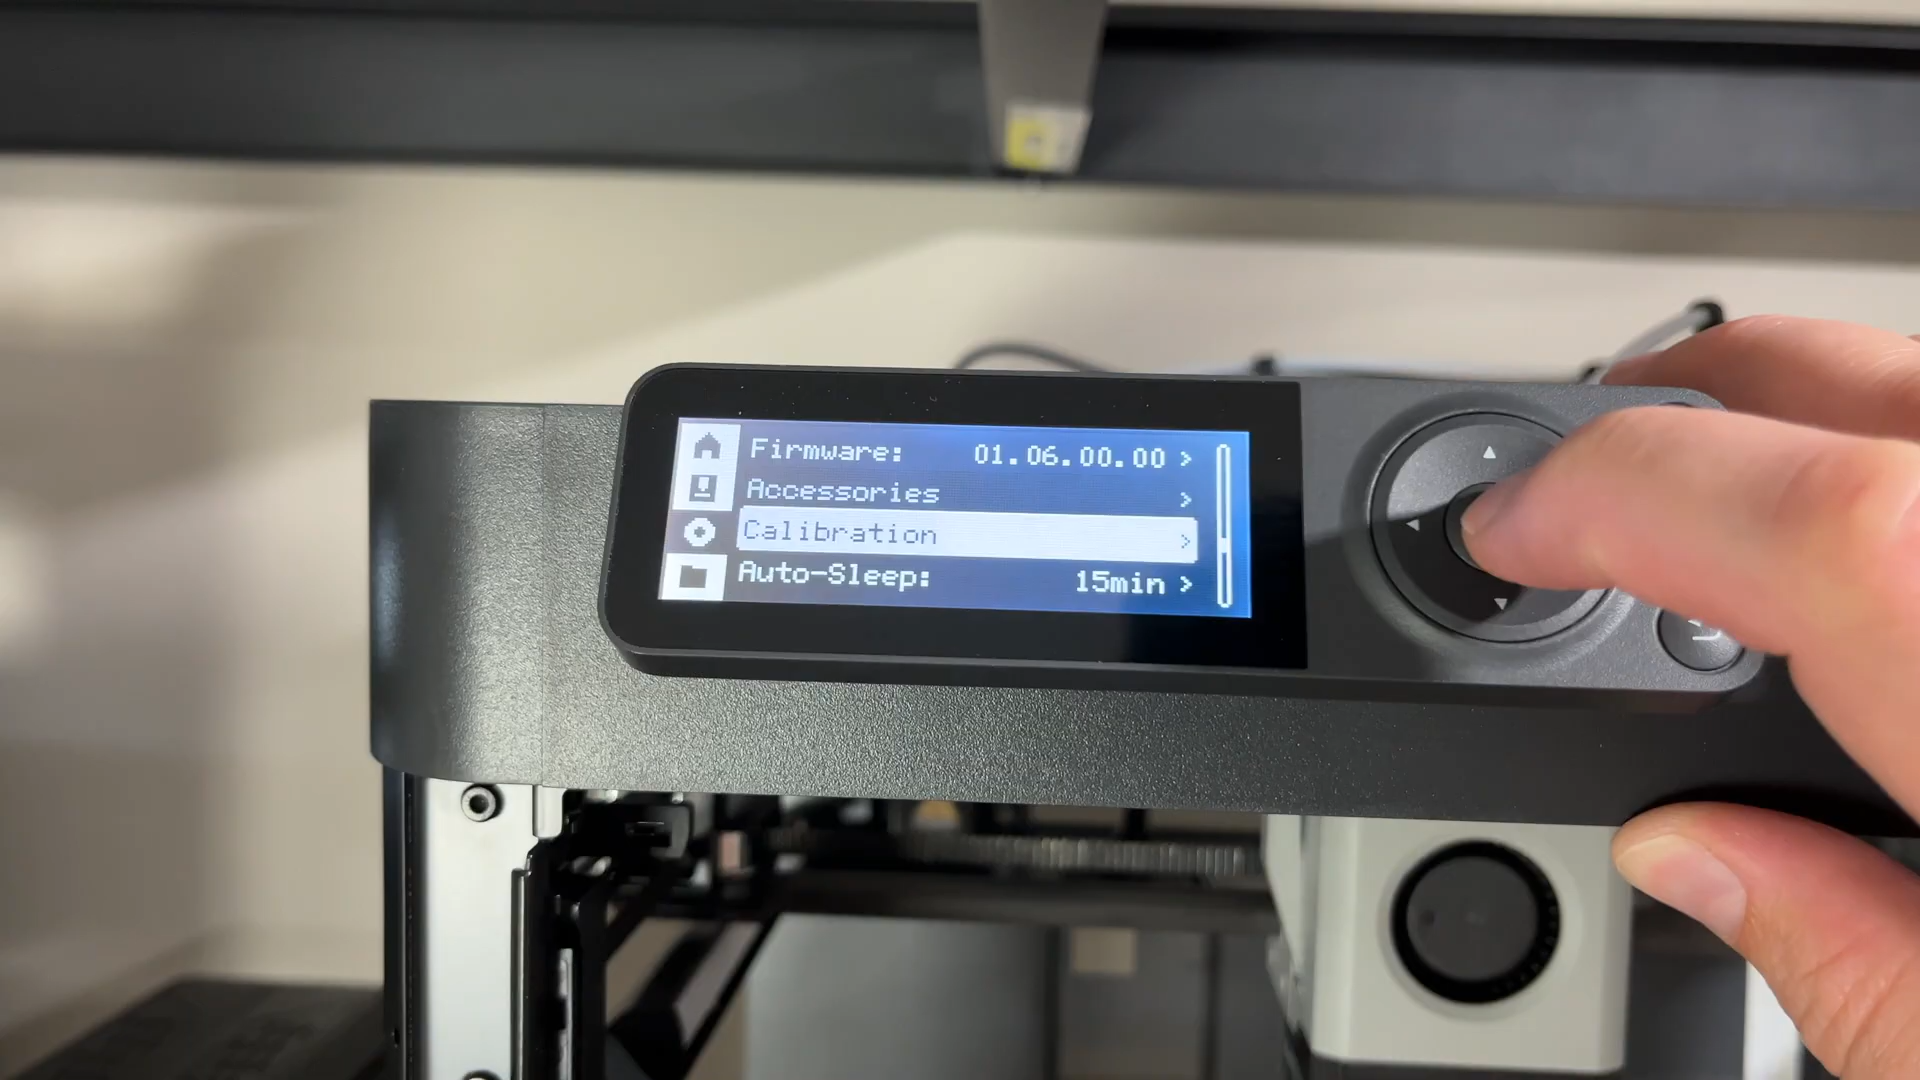 Firmware: 01.06.00.00 >
Accessories >
Calibration >
Auto-Sleep: 15min >